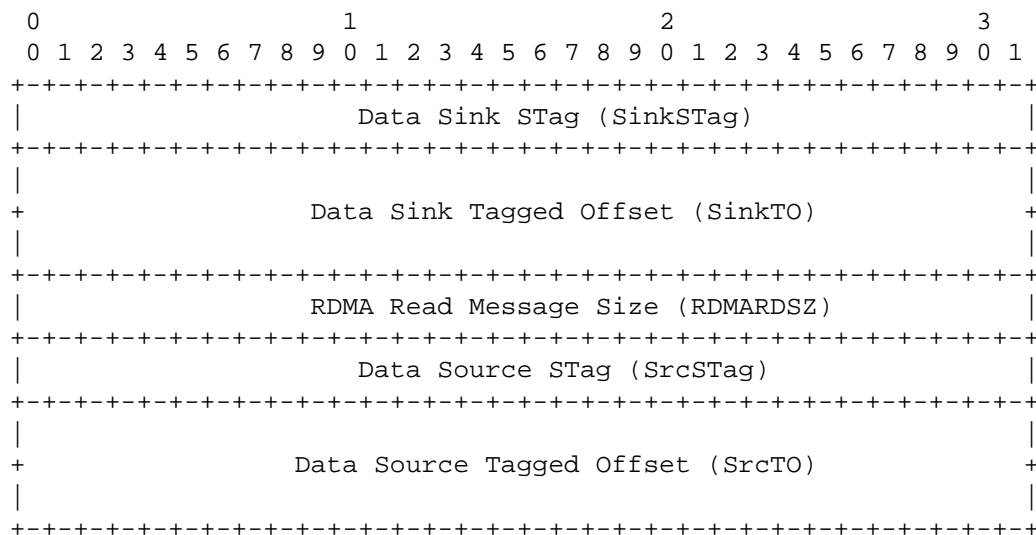 0                   1                   2                   3
 0 1 2 3 4 5 6 7 8 9 0 1 2 3 4 5 6 7 8 9 0 1 2 3 4 5 6 7 8 9 0 1
+-+-+-+-+-+-+-+-+-+-+-+-+-+-+-+-+-+-+-+-+-+-+-+-+-+-+-+-+-+-+-+-+
|                     Data Sink STag (SinkSTag)                 |
+-+-+-+-+-+-+-+-+-+-+-+-+-+-+-+-+-+-+-+-+-+-+-+-+-+-+-+-+-+-+-+-+
|                                                               |
+                  Data Sink Tagged Offset (SinkTO)             +
|                                                               |
+-+-+-+-+-+-+-+-+-+-+-+-+-+-+-+-+-+-+-+-+-+-+-+-+-+-+-+-+-+-+-+-+
|                  RDMA Read Message Size (RDMARDSZ)            |
+-+-+-+-+-+-+-+-+-+-+-+-+-+-+-+-+-+-+-+-+-+-+-+-+-+-+-+-+-+-+-+-+
|                     Data Source STag (SrcSTag)                |
+-+-+-+-+-+-+-+-+-+-+-+-+-+-+-+-+-+-+-+-+-+-+-+-+-+-+-+-+-+-+-+-+
|                                                               |
+                 Data Source Tagged Offset (SrcTO)             +
|                                                               |
+-+-+-+-+-+-+-+-+-+-+-+-+-+-+-+-+-+-+-+-+-+-+-+-+-+-+-+-+-+-+-+-+